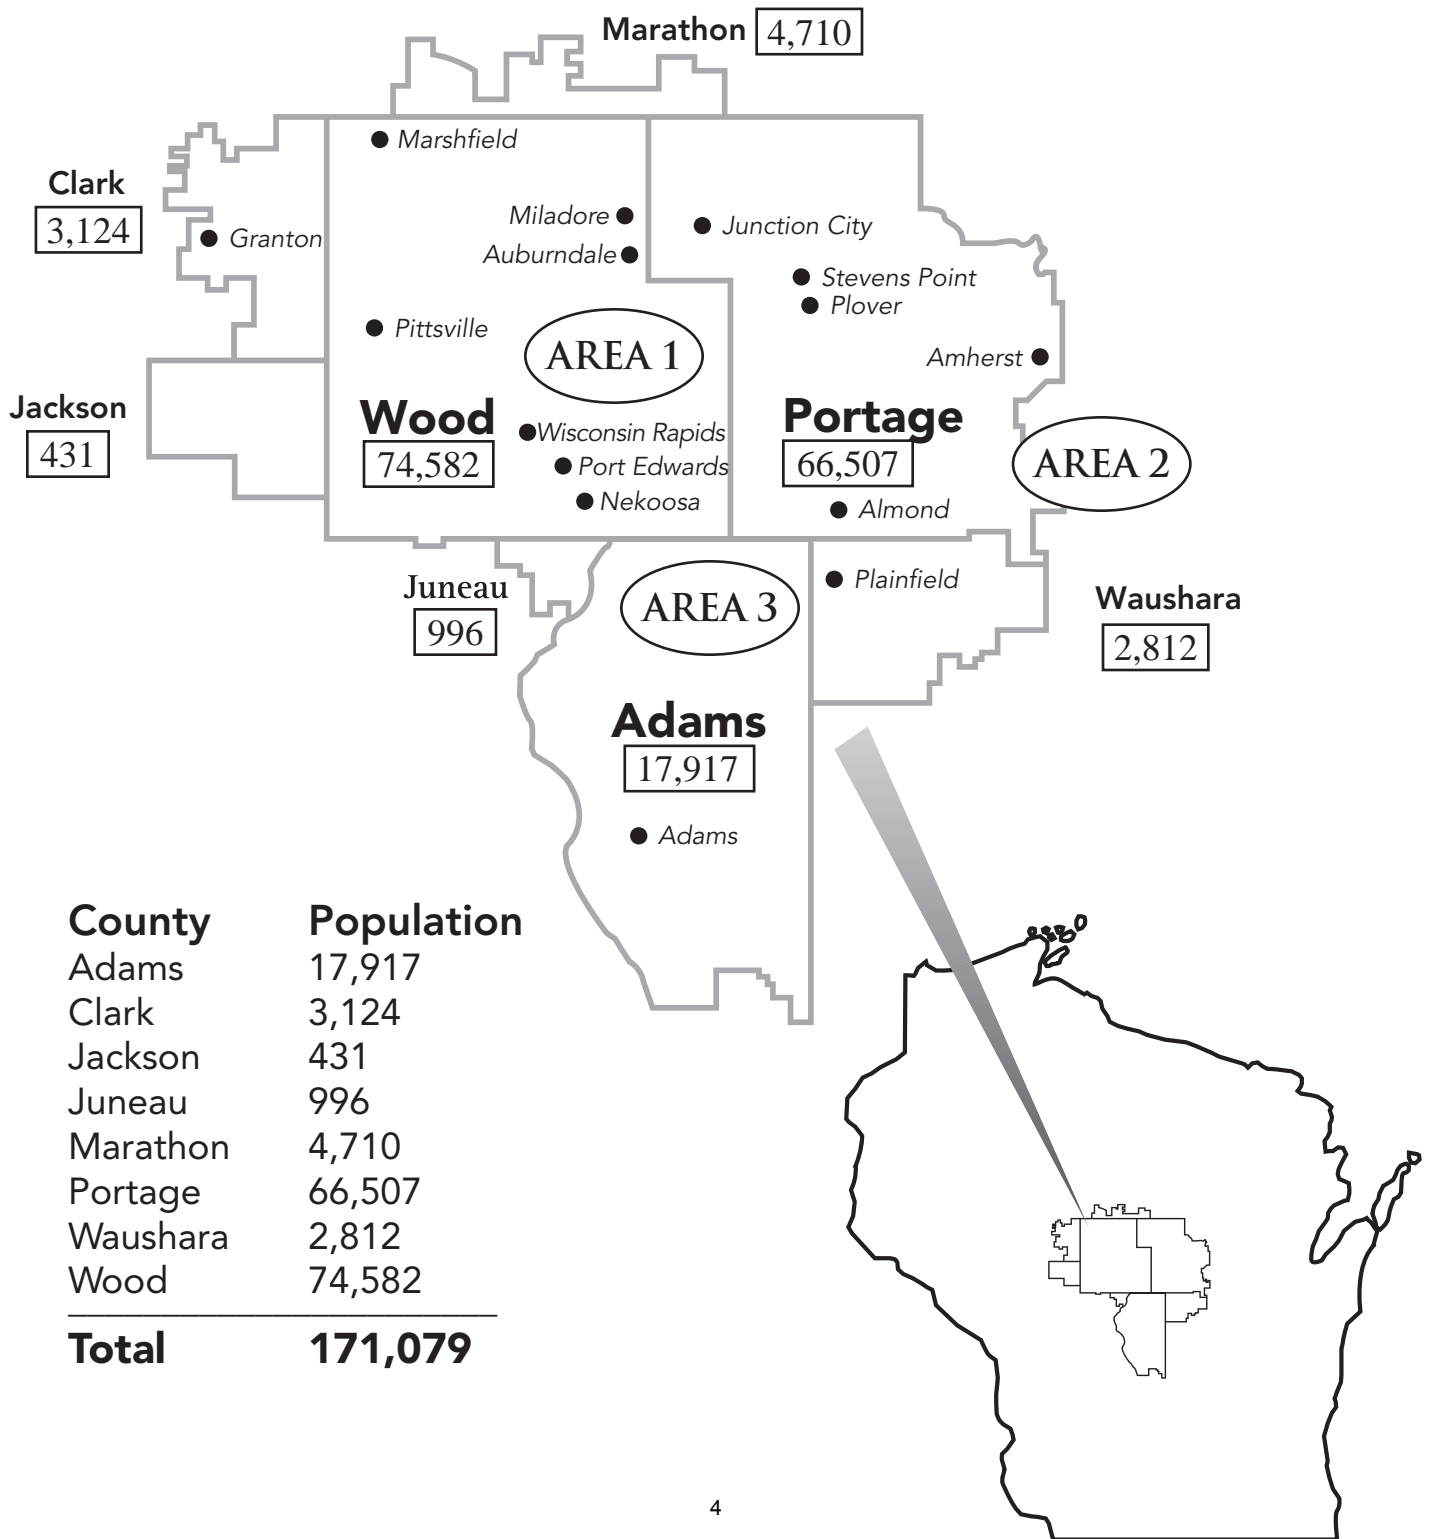 Marathon 4,710
Marshfield
Clark
3,124
Granton
Miladore
Auburndale
Junction City
Stevens Point
Plover
Pittsville
AREA 1
Amherst
Jackson
431
Wood
74,582
Wisconsin Rapids
Port Edwards
Nekoosa
Portage
66,507
AREA 2
Almond
Juneau
996
AREA 3
Plainfield
Waushara
2,812
Adams
17,917
Adams
County Population
Adams 17,917
Clark 3,124
Jackson 431
Juneau 996
Marathon 4,710
Portage 66,507
Waushara 2,812
Wood 74,582
Total 171,079
4